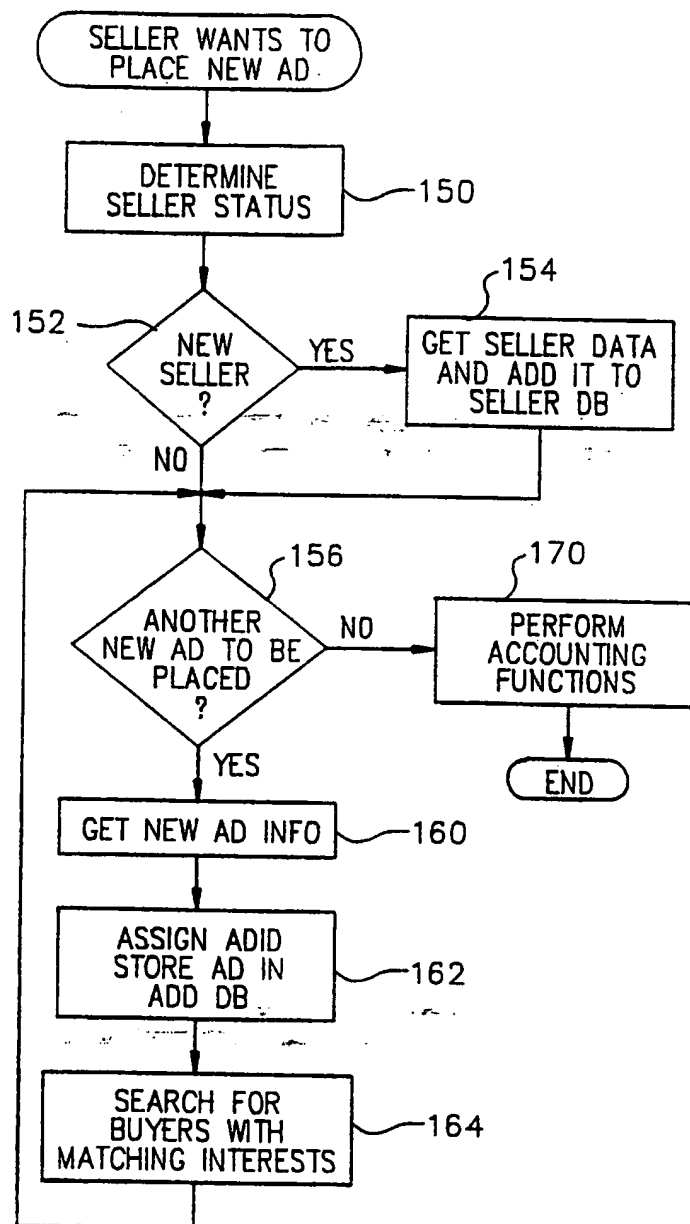 SELLER WANTS TO
PLACE NEW AD
DETERMINE
SELLER STATUS
150
152
NEW
SELLER
?
YES
154
GET SELLER DATA
AND ADD IT TO
SELLER DB
NO
156
ANOTHER
NEW AD TO BE
PLACED
?
NO
170
PERFORM
ACCOUNTING
FUNCTIONS
YES
END
GET NEW AD INFO
160
ASSIGN ADID
STORE AD IN
ADD DB
162
SEARCH FOR
BUYERS WITH
MATCHING INTERESTS
164